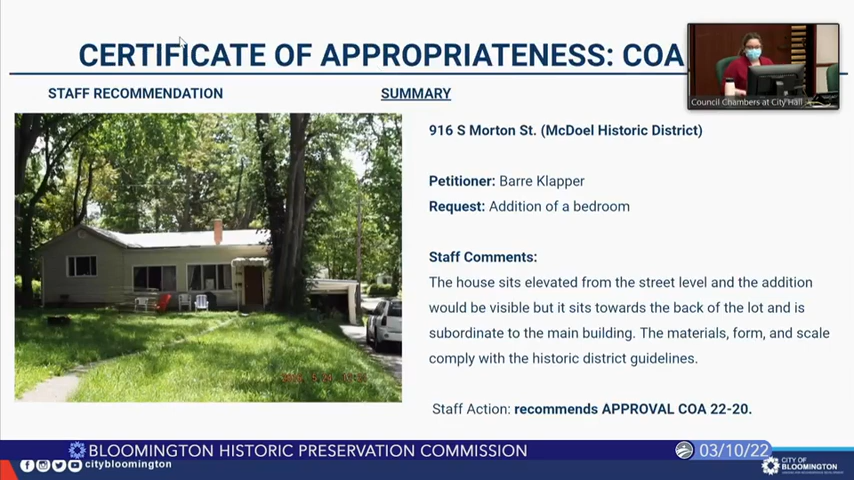 CERTIFICATE OF APPROPRIATENESS: COA
STAFF RECOMMENDATION
SUMMARY
Council Chambers at City Hall
916 S Morton St. (McDoel Historic District)
Petitioner: Barre Klapper
Request: Addition of a bedroom
Staff Comments:
The house sits elevated from the street level and the addition
would be visible but it sits towards the back of the lot and is
subordinate to the main building. The materials, form, and scale
comply with the historic district guidelines.
Staff Action: recommends APPROVAL COA 22-20.
BLOOMINGTON HISTORIC PRESERVATION COMMISSION
03/10/22
citybloomington
CITY OF
BLOOMINGTON